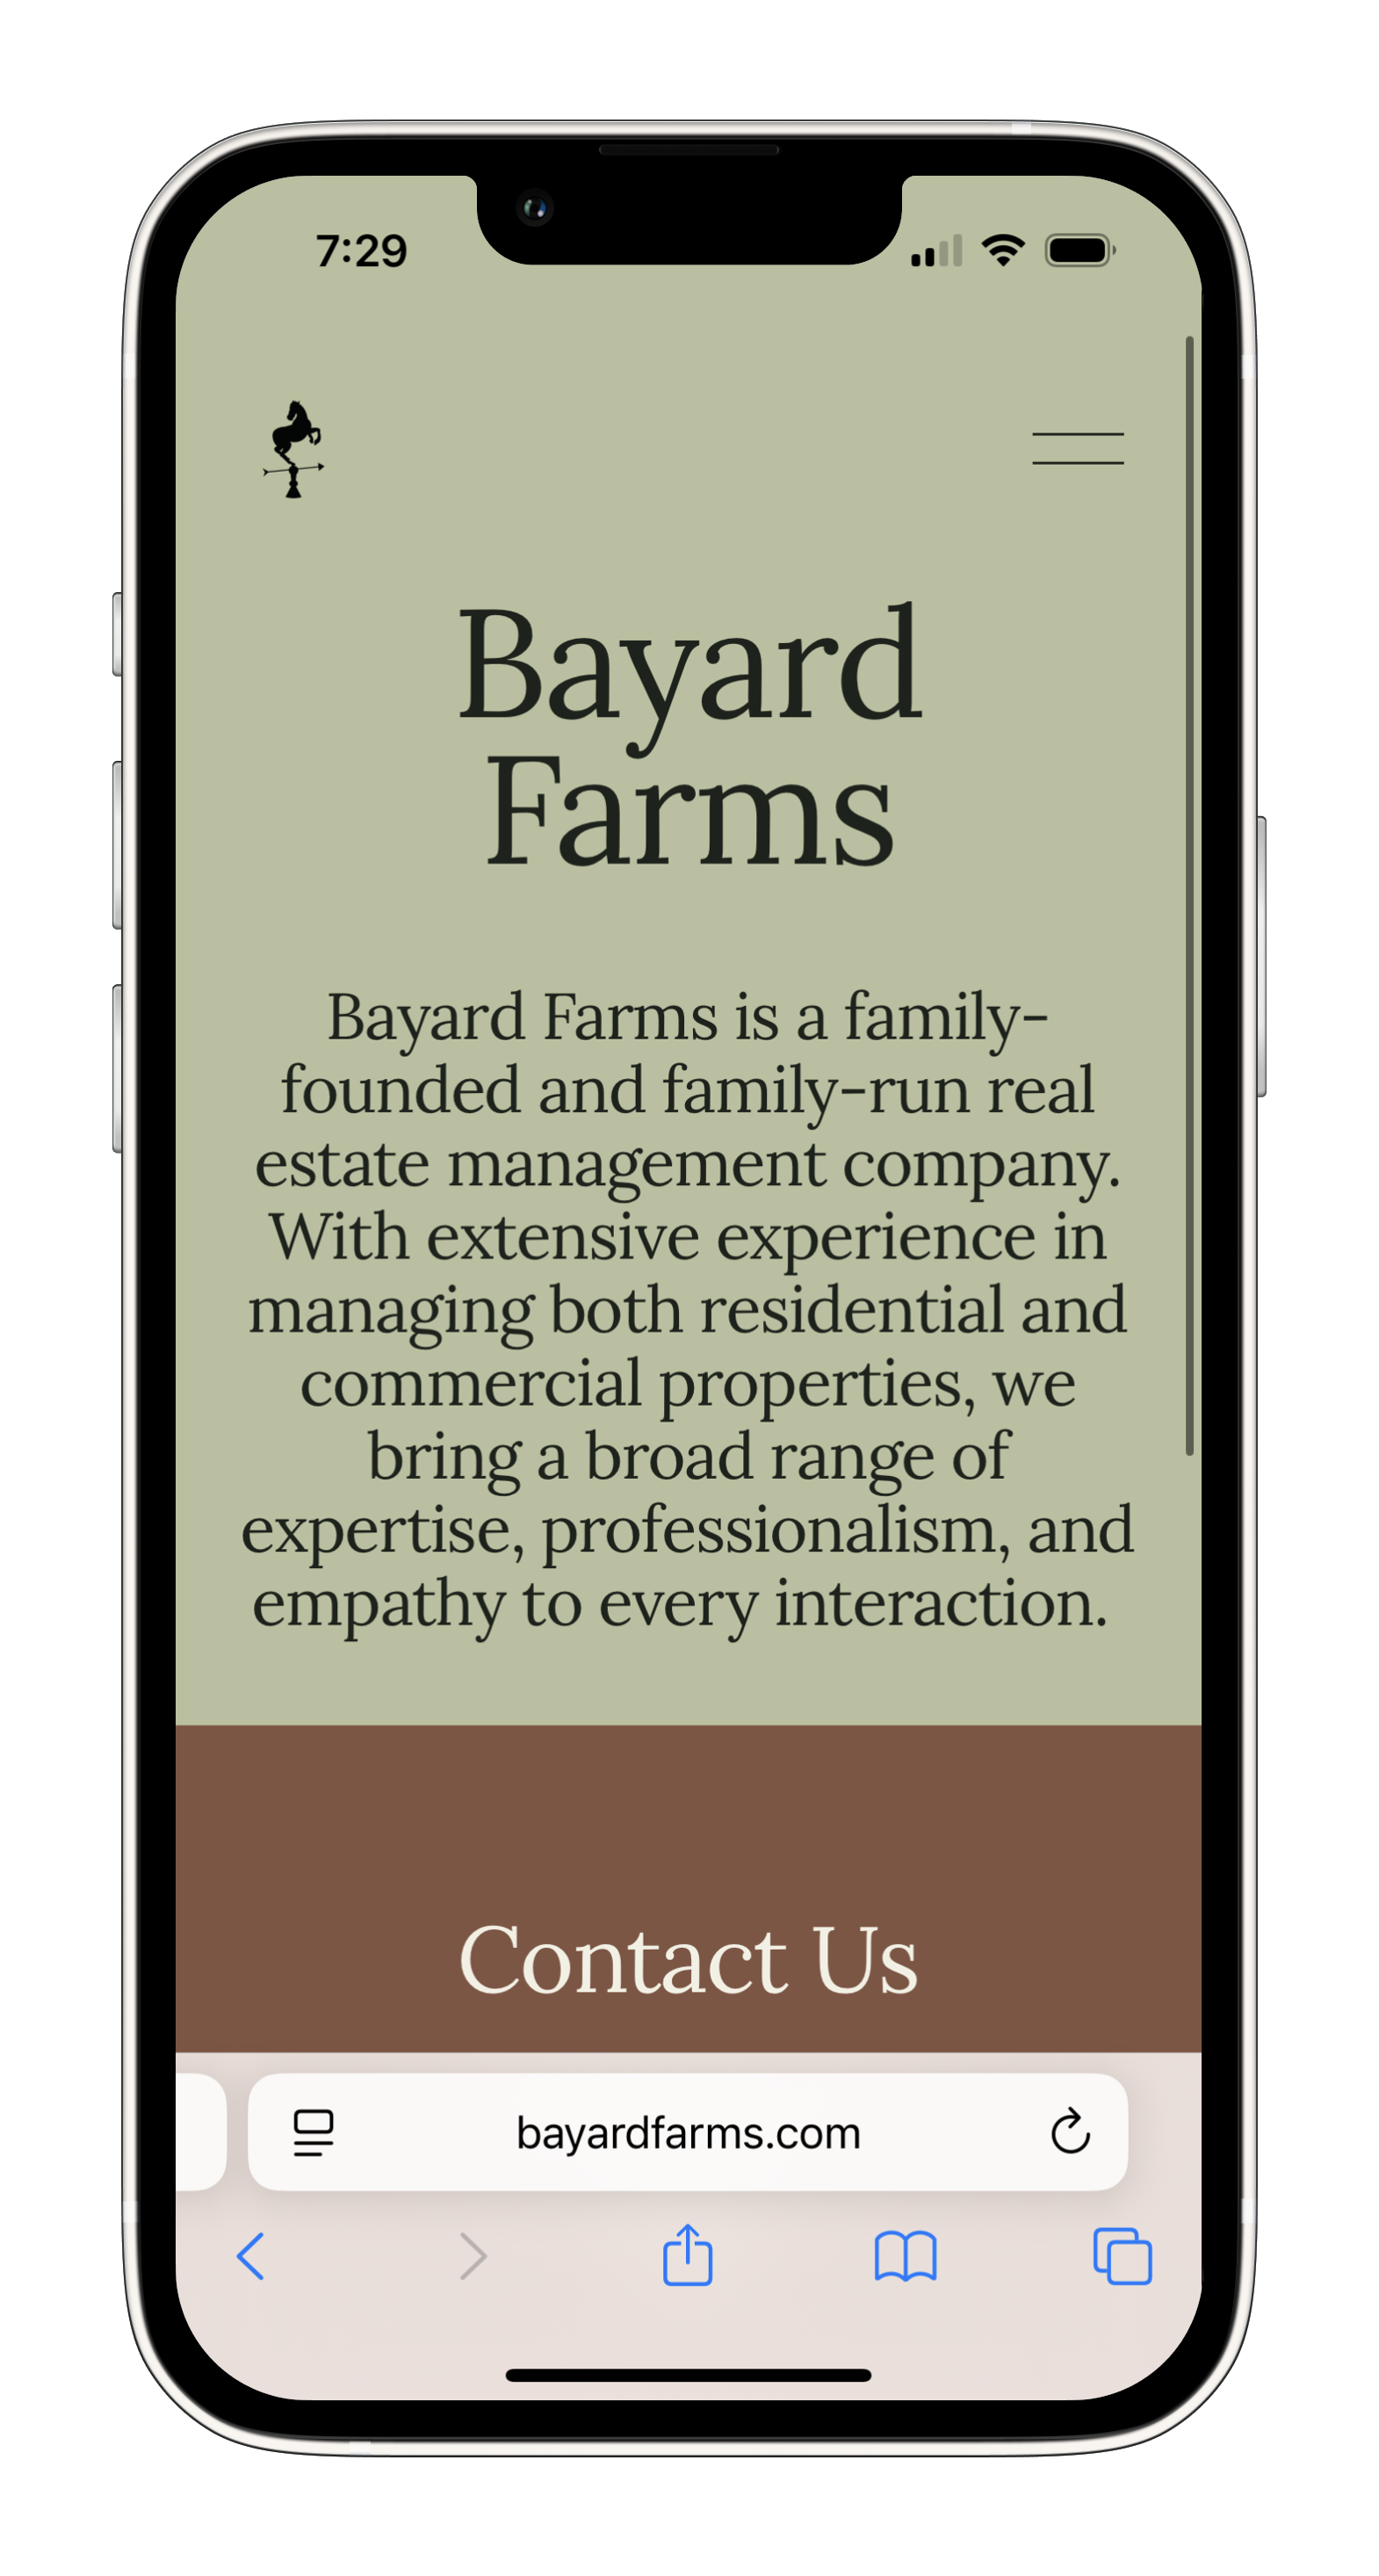 7:29
Bayard
Farms
Bayard Farms is a family-
founded and family-run real
estate management company.
With extensive experience in
managing both residential and
commercial properties, we
bring a broad range of
expertise, professionalism, and
empathy to every interaction.
Contact Us
bayardfarms.com